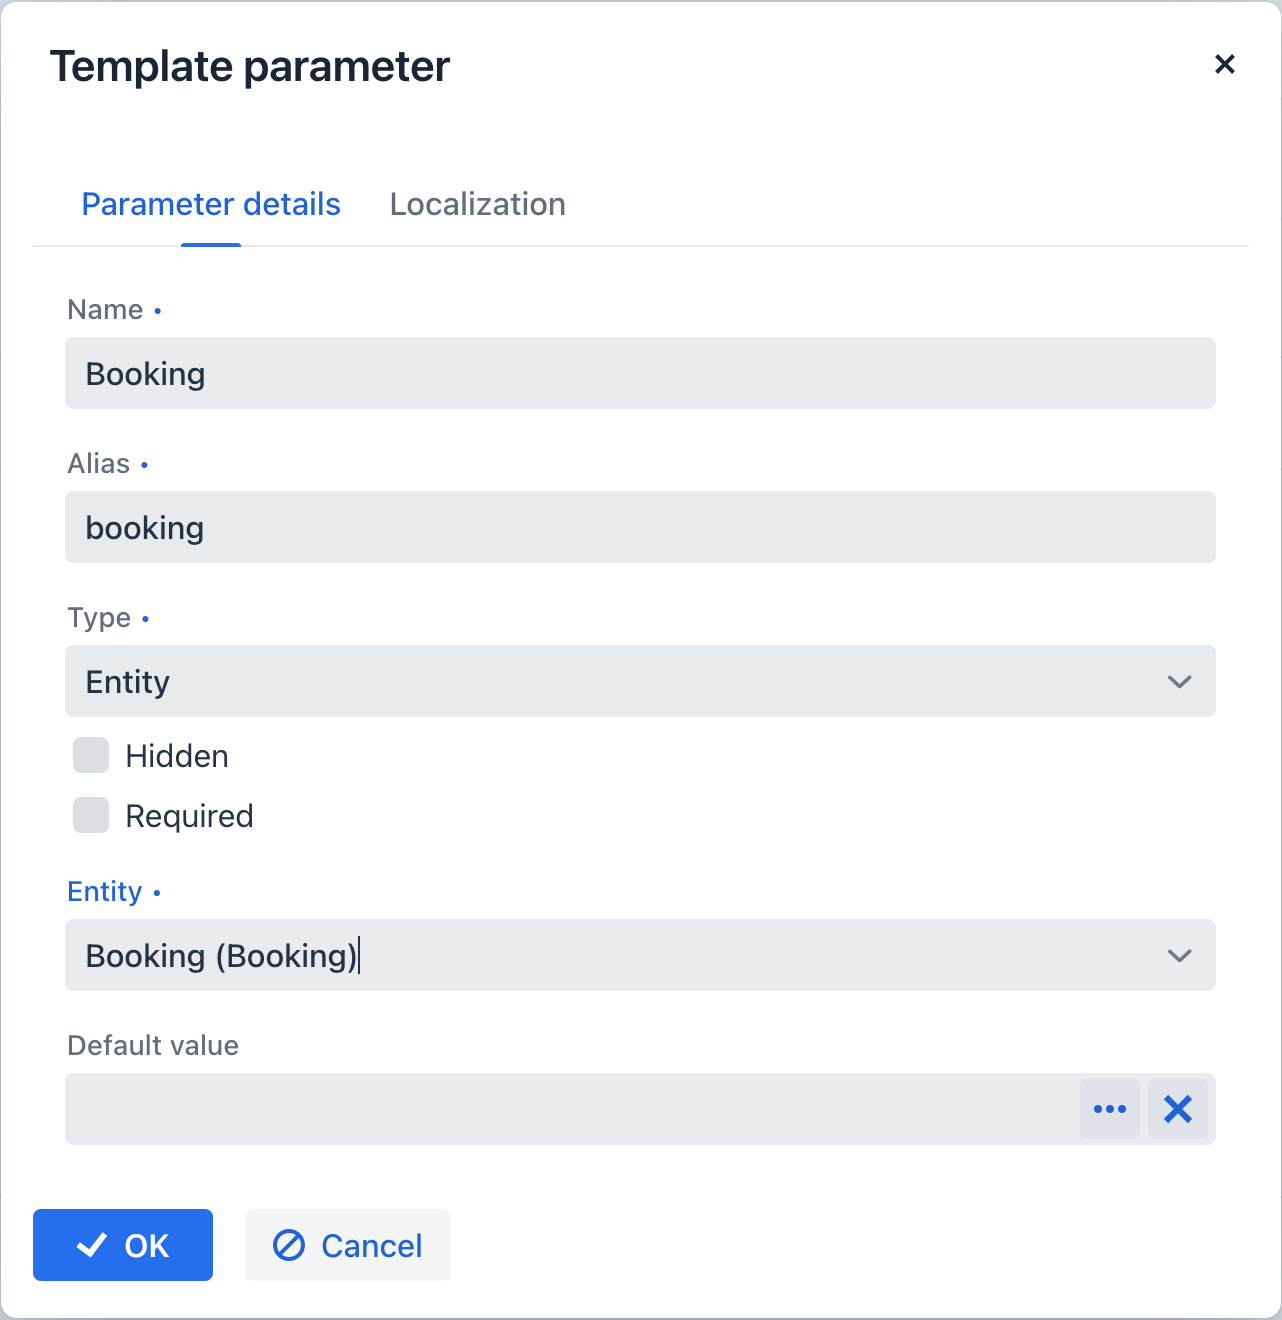 Template parameter
Parameter details Localization
Name •
Booking
Alias •
booking
Type •
Entity
Hidden
Required
Entity •
Booking (Booking)
Default value
OK Cancel